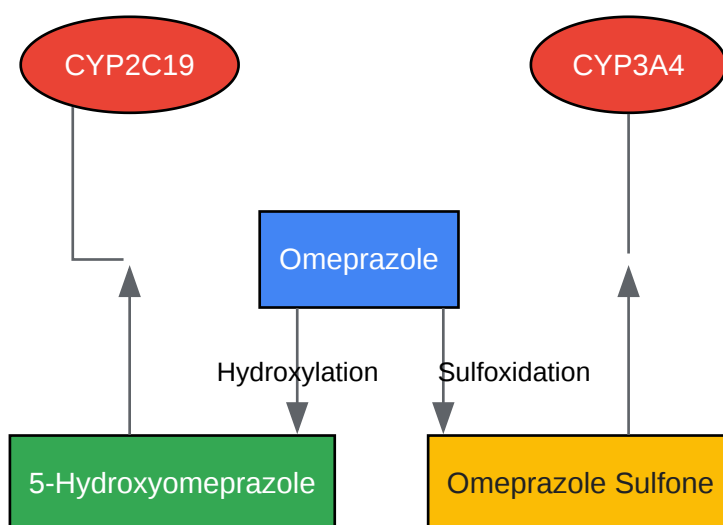 CYP2C19
CYP3A4
Omeprazole
Hydroxylation
Sulfoxidation
5-Hydroxyomeprazole
Omeprazole Sulfone